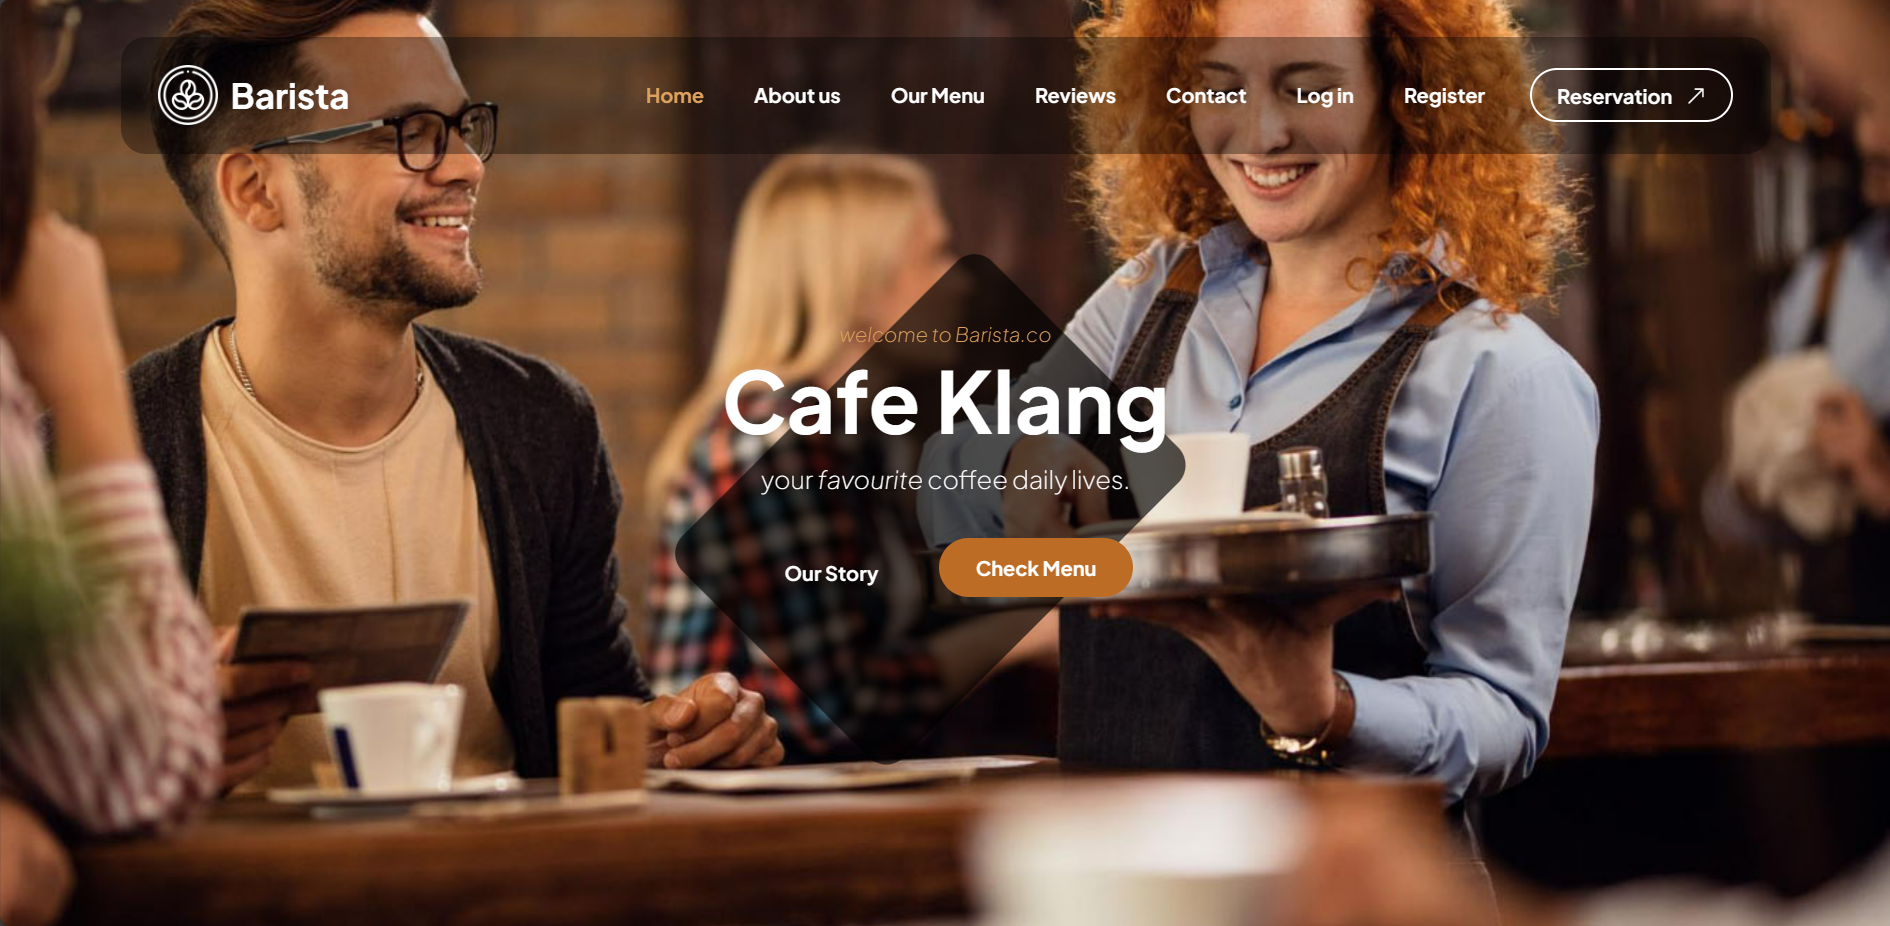 Barista
Home About us Our Menu Reviews Contact Log in Register Reservation
welcome to Barista.co
Cafe Klang
your favourite coffee daily lives.
Our Story Check Menu